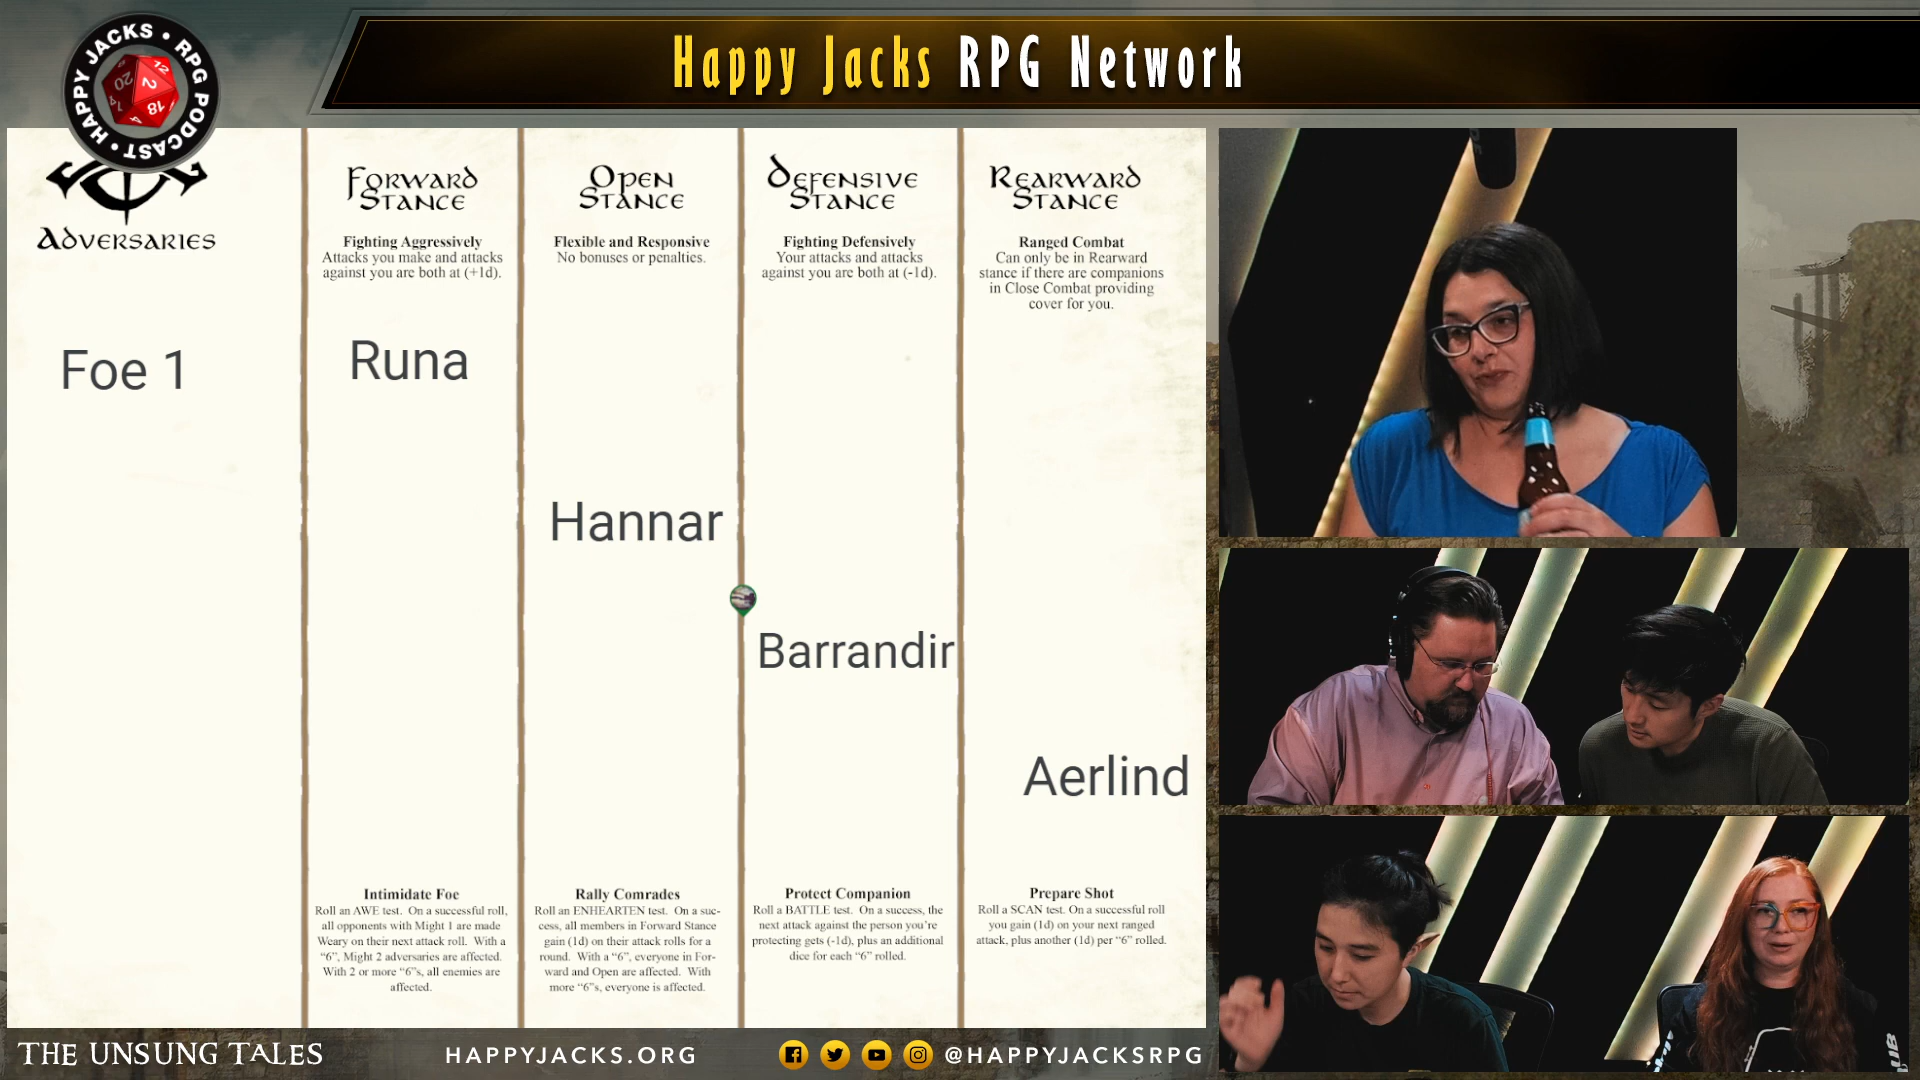 Happy Jacks RPG Network
HAPPY JACKS • RPG PODCAST •
20
12
2
18
4
Adversaries
Forward
Stance
Fighting Aggressively
Attacks you make and attacks
against you are both at (+1d).
Open
Stance
Flexible and Responsive
No bonuses or penalties.
Defensive
Stance
Fighting Defensively
Your attacks and attacks
against you are both at (-1d).
Rearward
Stance
Ranged Combat
Can only be in Rearward
stance if there are companions
in Close Combat providing
cover for you.
Foe 1
Runa
Hannar
Barrandir
Aerlind
Intimidate Foe
Roll an AWE test. On a successful roll,
all opponents with Might 1 are made
Weary on their next attack roll. With a
“6”, Might 2 adversaries are affected.
With 2 or more “6”s, all enemies are
affected.
Rally Comrades
Roll an ENHEARTEN test. On a suc-
cess, all members in Forward Stance
gain (1d) on their attack rolls for a
round. With a “6”, everyone in For-
ward and Open are affected. With
more “6”s, everyone is affected.
Protect Companion
Roll a BATTLE test. On a success, the
next attack against the person you’re
protecting gets (-1d), plus an additional
dice for each “6” rolled.
Prepare Shot
Roll a SCAN test. On a successful roll
you gain (1d) on your next ranged
attack, plus another (1d) per “6” rolled.
THE UNSUNG TALES
HAPPYJACKS.ORG
@HAPPYJACKSRPG